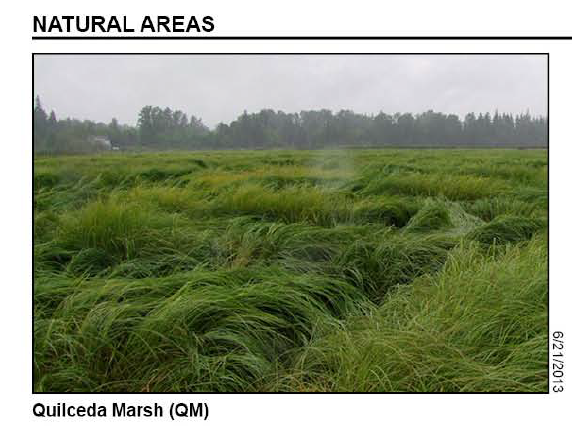 NATURAL AREAS
6/21/2013
Quilceda Marsh (QM)